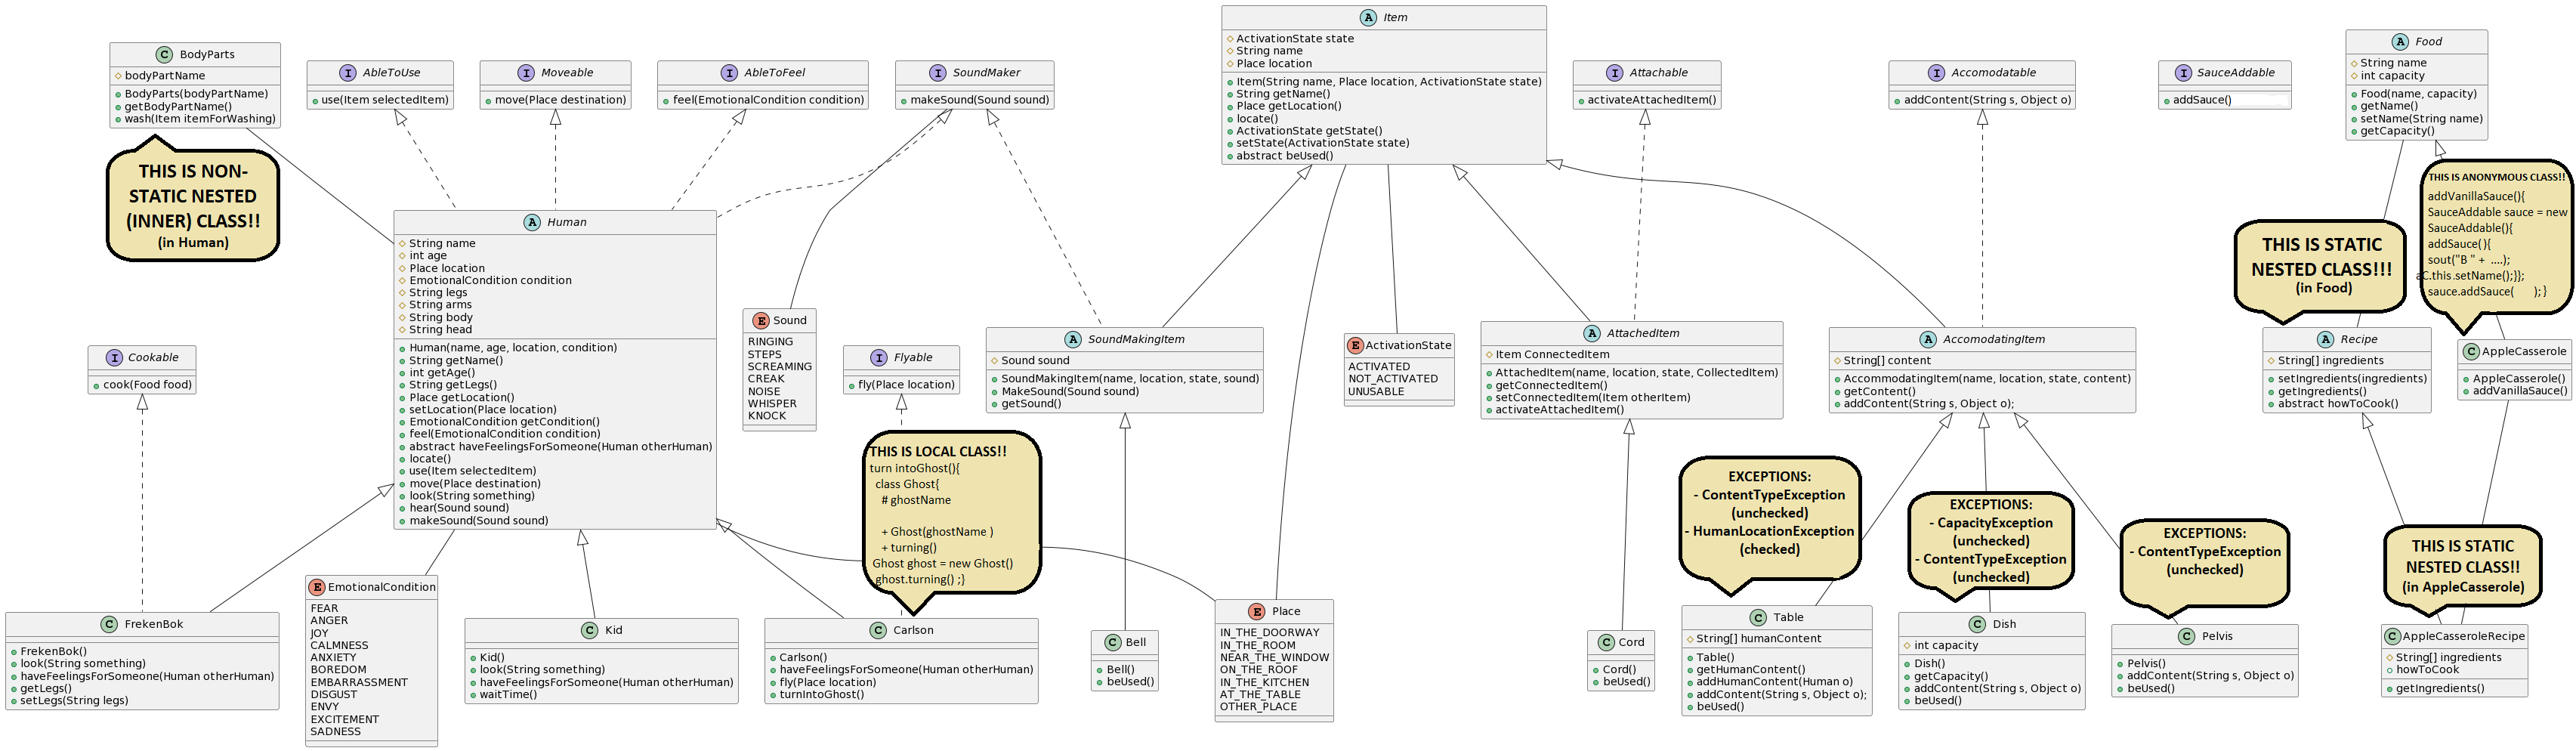 BodyParts
bodyPartName
BodyParts(bodyPartName)
getBodyPartName()
wash(Item itemForWashing)
THIS IS NON-
STATIC NESTED
(INNER) CLASS!!
(in Human)
AbleToUse
use(Item selectedItem)
Moveable
move(Place destination)
AbleToFeel
feel(EmotionalCondition condition)
SoundMaker
makeSound(Sound sound)
Item
ActivationState state
String name
Place location
Item(String name, Place location, ActivationState state)
String getName()
Place getLocation()
locate()
ActivationState getState()
setState(ActivationState state)
abstract beUsed()
Attachable
activateAttachedItem()
Accomodatable
addContent(String s, Object o)
SauceAddable
addSauce()
Food
String name
int capacity
Food(name, capacity)
getName()
setName(String name)
getCapacity()
THIS IS ANONYMOUS CLASS!!
addVanillaSauce(){
SauceAddable sauce = new
SauceAddable(){
addSauce( ){
sout("B " + ....);
aC.this.setName();}};
sauce.addSauce( ); }
THIS IS STATIC
NESTED CLASS!!!
(in Food)
Human
String name
int age
Place location
EmotionalCondition condition
String legs
String arms
String body
String head
Human(name, age, location, condition)
String getName()
int getAge()
String getLegs()
Place getLocation()
setLocation(Place location)
EmotionalCondition getCondition()
feel(EmotionalCondition condition)
abstract haveFeelingsForSomeone(Human otherHuman)
locate()
use(Item selectedItem)
move(Place destination)
look(String something)
hear(Sound sound)
makeSound(Sound sound)
Cookable
cook(Food food)
Sound
RINGING
STEPS
SCREAMING
CREAK
NOISE
WHISPER
KNOCK
Flyable
fly(Place location)
SoundMakingItem
Sound sound
SoundMakingItem(name, location, state, sound)
MakeSound(Sound sound)
getSound()
ActivationState
ACTIVATED
NOT_ACTIVATED
UNUSABLE
AttachedItem
Item ConnectedItem
AttachedItem(name, location, state, CollectedItem)
getConnectedItem()
setConnectedItem(Item otherItem)
activateAttachedItem()
AccomodatingItem
String[] content
AccommodatingItem(name, location, state, content)
getContent()
addContent(String s, Object o);
Recipe
String[] ingredients
setIngredients(ingredients)
getIngredients()
abstract howToCook()
AppleCasserole
AppleCasserole()
addVanillaSauce()
THIS IS LOCAL CLASS!!
turn intoGhost(){
class Ghost{
# ghostName
+ Ghost(ghostName )
+ turning()
Ghost ghost = new Ghost()
ghost.turning() ;}
EXCEPTIONS:
- ContentTypeException
(unchecked)
- HumanLocationException
(checked)
EXCEPTIONS:
- CapacityException
(unchecked)
- ContentTypeException
(unchecked)
EXCEPTIONS:
- ContentTypeException
(unchecked)
THIS IS STATIC
NESTED CLASS!!
(in AppleCasserole)
FrekenBok
FrekenBok()
look(String something)
haveFeelingsForSomeone(Human otherHuman)
getLegs()
setLegs(String legs)
EmotionalCondition
FEAR
ANGER
JOY
CALMNESS
ANXIETY
BOREDOM
EMBARRASSMENT
DISGUST
ENVY
EXCITEMENT
SADNESS
Kid
Kid()
look(String something)
haveFeelingsForSomeone(Human otherHuman)
waitTime()
Carlson
Carlson()
haveFeelingsForSomeone(Human otherHuman)
fly(Place location)
turnIntoGhost()
Bell
Bell()
beUsed()
Place
IN_THE_DOORWAY
IN_THE_ROOM
NEAR_THE_WINDOW
ON_THE_ROOF
IN_THE_KITCHEN
AT_THE_TABLE
OTHER_PLACE
Cord
Cord()
beUsed()
Table
String[] humanContent
Table()
getHumanContent()
addHumanContent(Human o)
addContent(String s, Object o);
beUsed()
Dish
int capacity
Dish()
getCapacity()
addContent(String s, Object o)
beUsed()
Pelvis
Pelvis()
addContent(String s, Object o)
beUsed()
AppleCasseroleRecipe
String[] ingredients
howToCook
getIngredients()